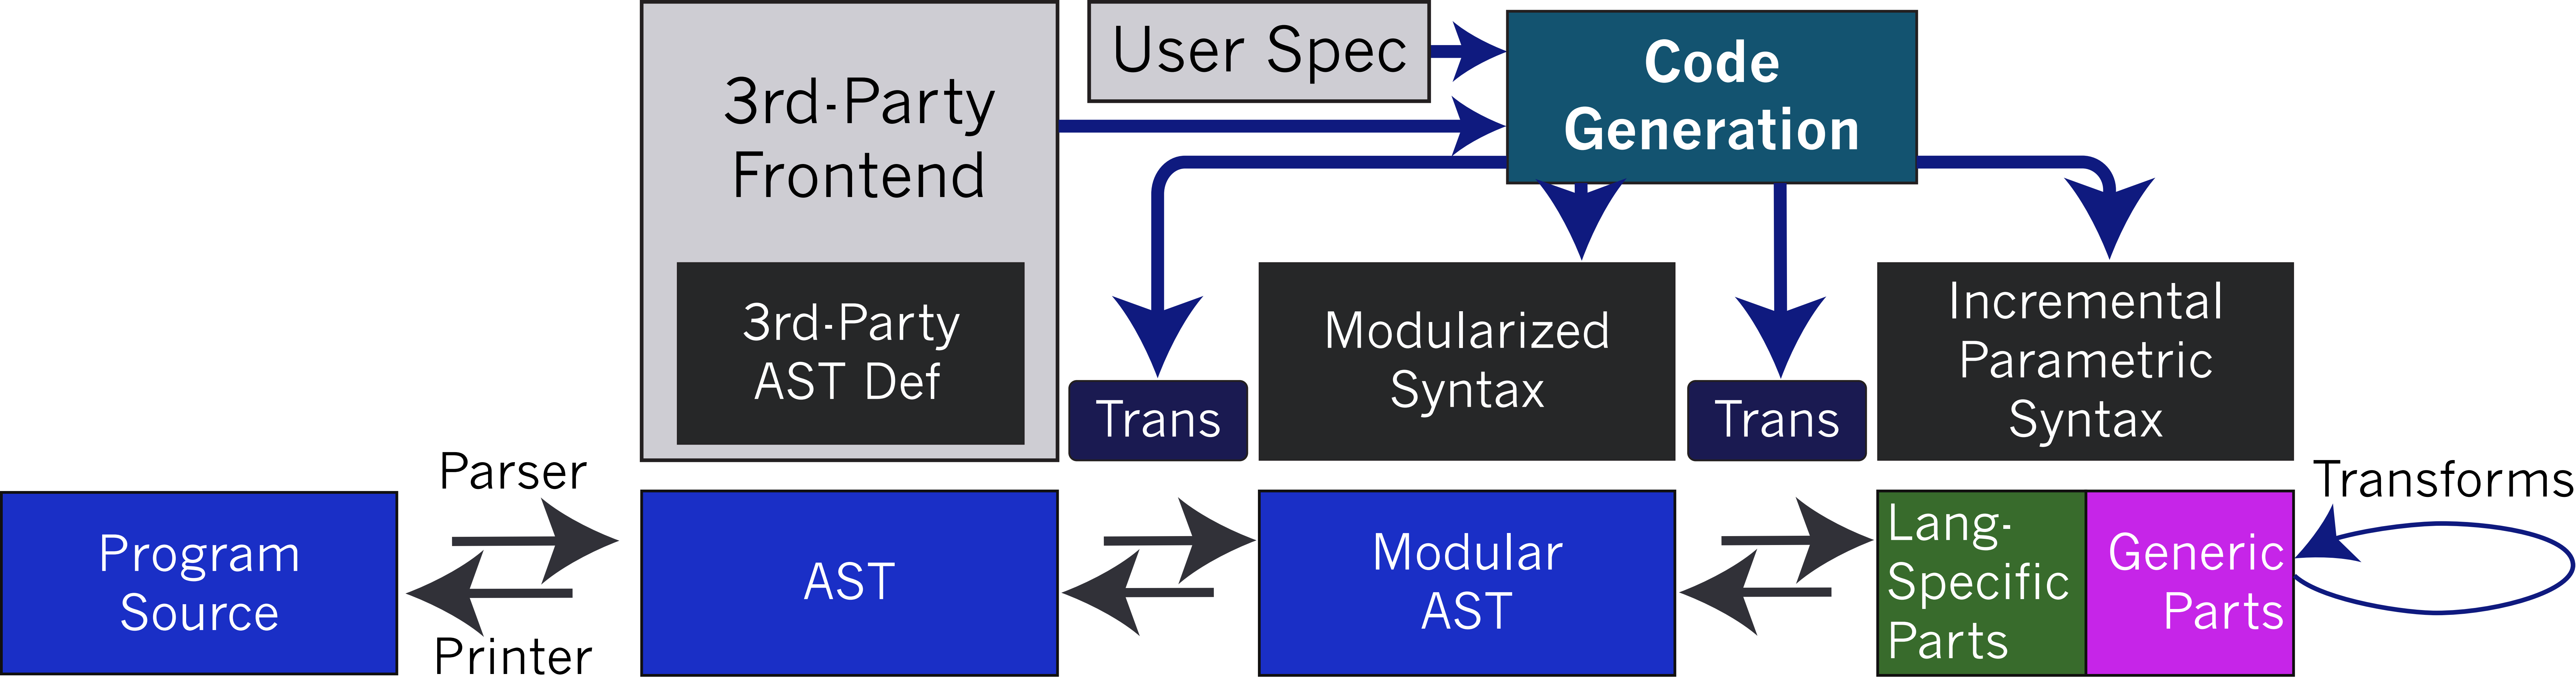 3rd-Party
Frontend
3rd-Party
AST Def
User Spec
Code
Generation
Trans
Modularized
Syntax
Trans
Incremental
Parametric
Syntax
Program
Source
Parser
Printer
AST
Modular
AST
Lang-
Specific
Parts
Generic
Parts
Transforms